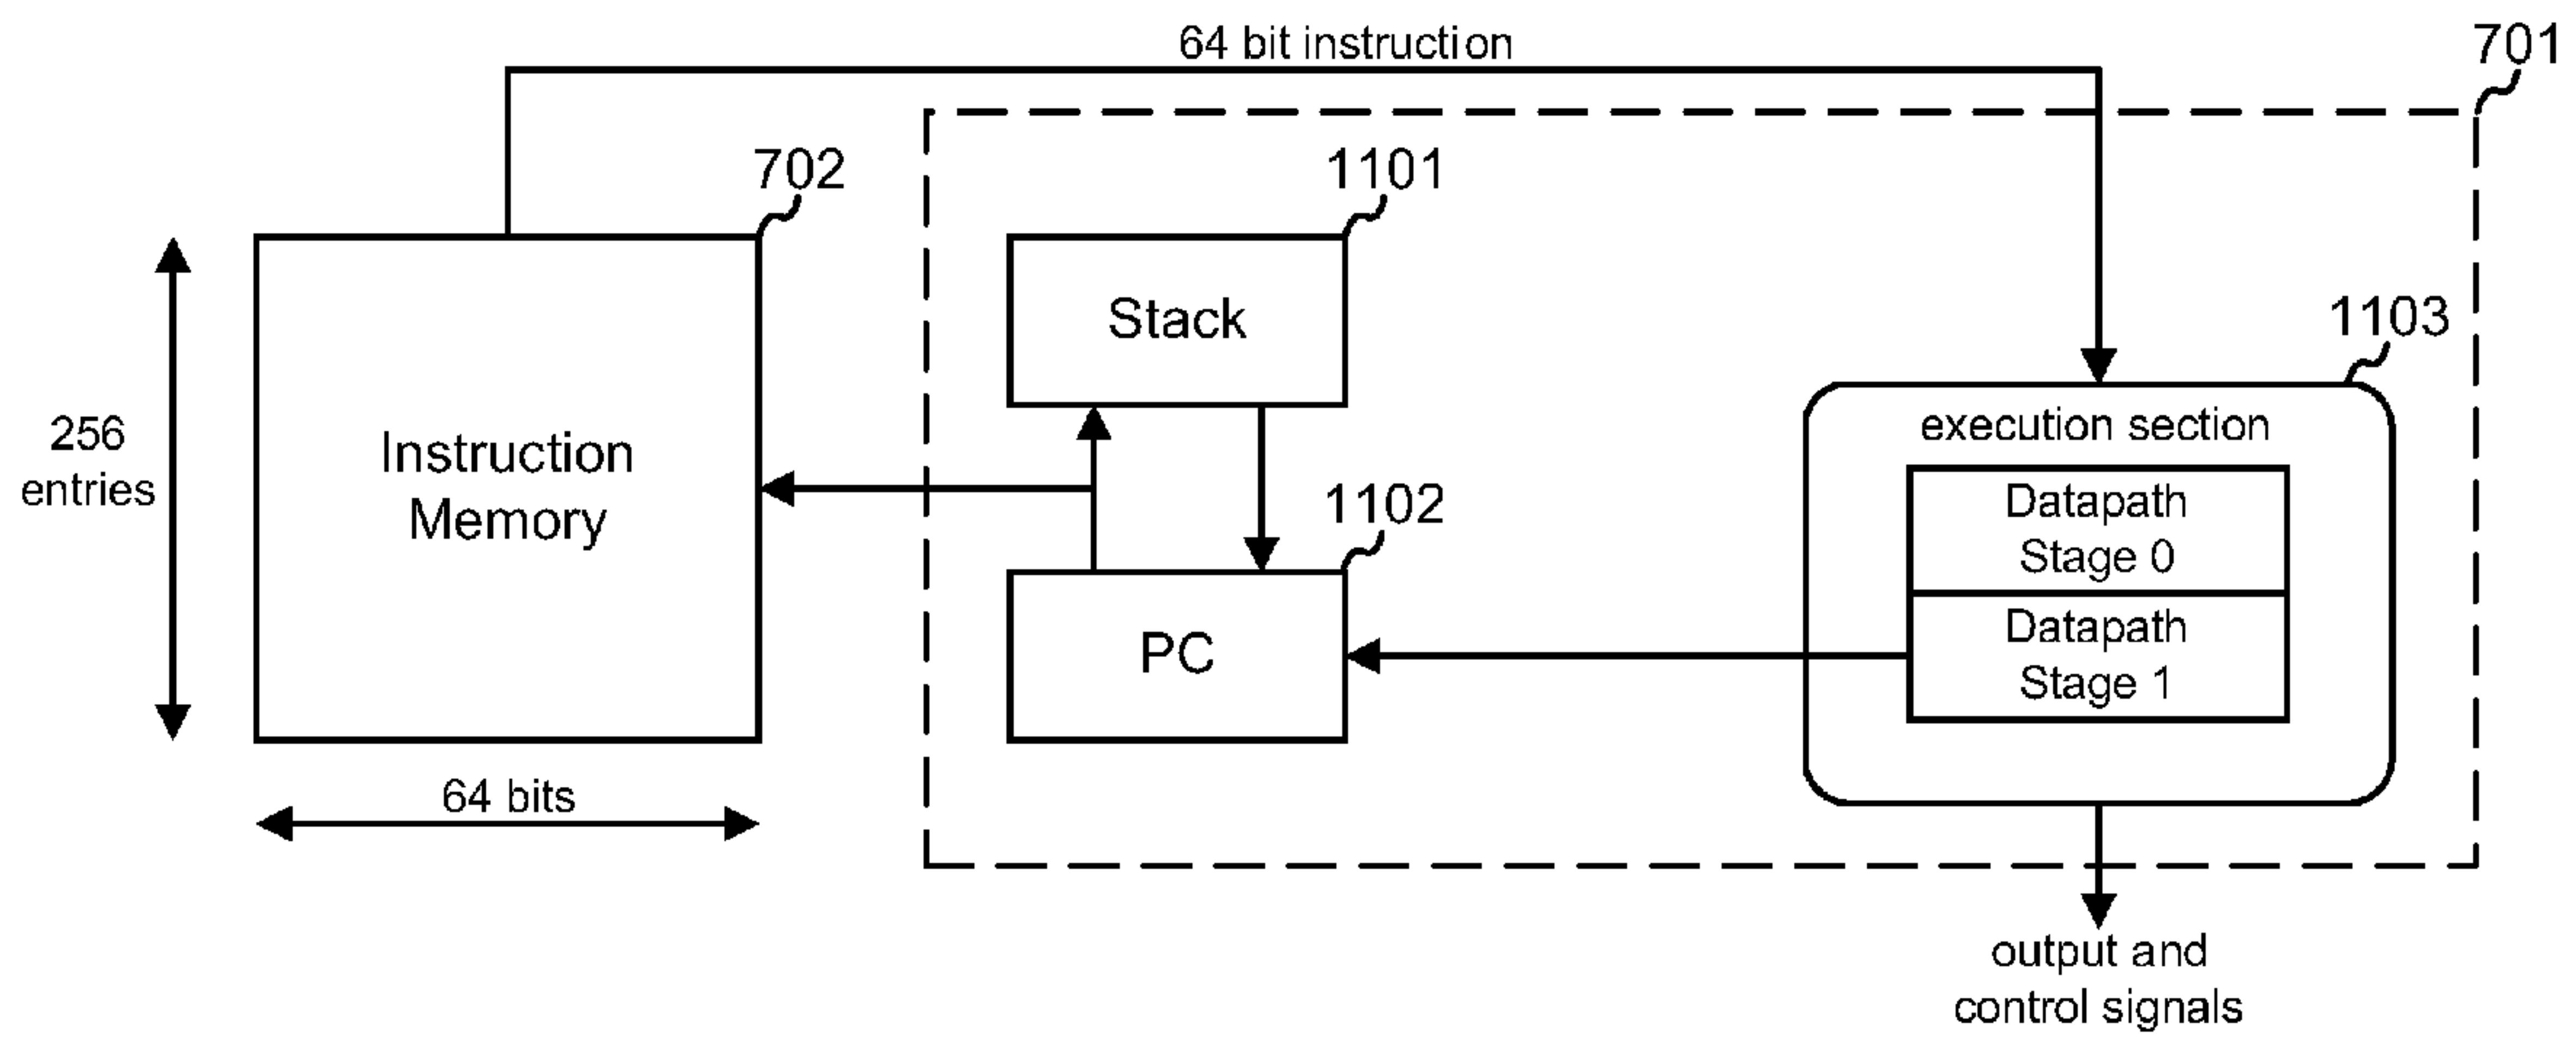 64 bit instruction
701
702
1101
Stack
1103
256
entries
Instruction
Memory
execution section
1102
Datapath
Stage 0
PC
Datapath
Stage 1
64 bits
output and
control signals